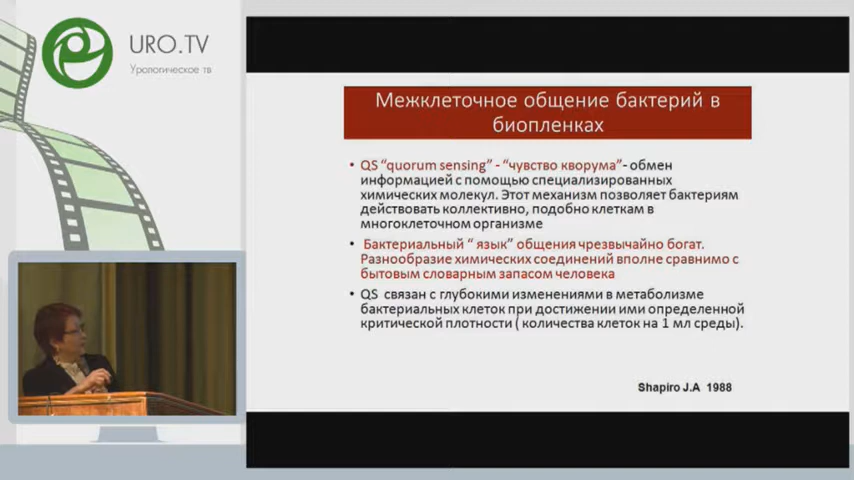 URO.TV
Урологическое тв
Межклеточное общение бактерий в
биопленках
• QS “quorum sensing” - “чувство кворума”- обмен
информацией с помощью специализированных
химических молекул. Этот механизм позволяет бактериям
действовать коллективно, подобно клеткам в
многоклеточном организме
• Бактериальный “ язык” общения чрезвычайно богат.
Разнообразие химических соединений вполне сравнимо с
бытовым словарным запасом человека
• QS связан с глубокими изменениями в метаболизме
бактериальных клеток при достижении ими определенной
критической плотности ( количества клеток на 1 мл среды).
Shapiro J.A 1988